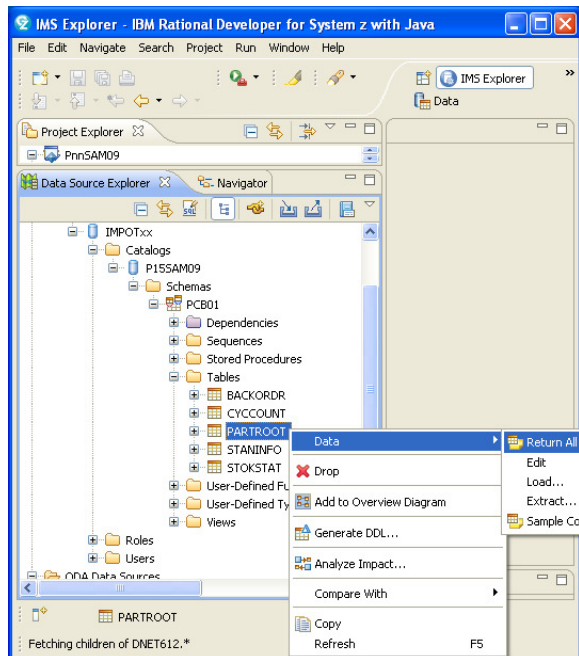 IMS Explorer - IBM Rational Developer for System z with Java
File Edit Navigate Search Project Run Window Help
IMS Explorer
»
Data
Project Explorer
PnnSAM09
Data Source Explorer
Navigator
SQL
IMPOTxx
Catalogs
P15SAM09
Schemas
PCB01
Dependencies
Sequences
Stored Procedures
Tables
BACKORDR
CYCCOUNT
PARTROOT
STANINFO
STOKSTAT
User-Defined Fu
User-Defined Ty
Views
Roles
Users
ODA Data Sources
Data
Drop
Add to Overview Diagram
Generate DDL...
Analyze Impact...
Compare With
Copy
Refresh F5
Return All
Edit
Load...
Extract...
Sample Co
PARTROOT
Fetching children of DNET612.*